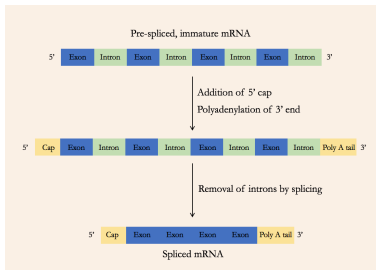 Pre-spliced, immature mRNA
5' Exon Intron Exon Intron Exon Intron Exon Intron 3'
Addition of 5' cap
Polyadenylation of 3' end
5' Cap Exon Intron Exon Intron Exon Intron Exon Intron Poly A tail 3'
Removal of introns by splicing
5' Cap Exon Exon Exon Exon Poly A tail 3'
Spliced mRNA